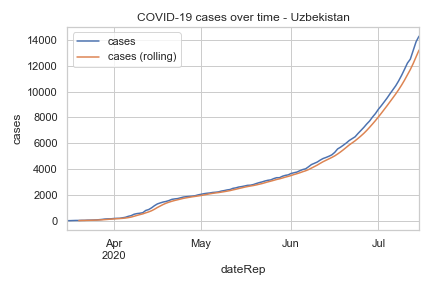 COVID-19 cases over time - Uzbekistan
cases
cases (rolling)
14000
12000
10000
8000
6000
4000
2000
0
cases
Apr
2020
May
Jun
Jul
dateRep